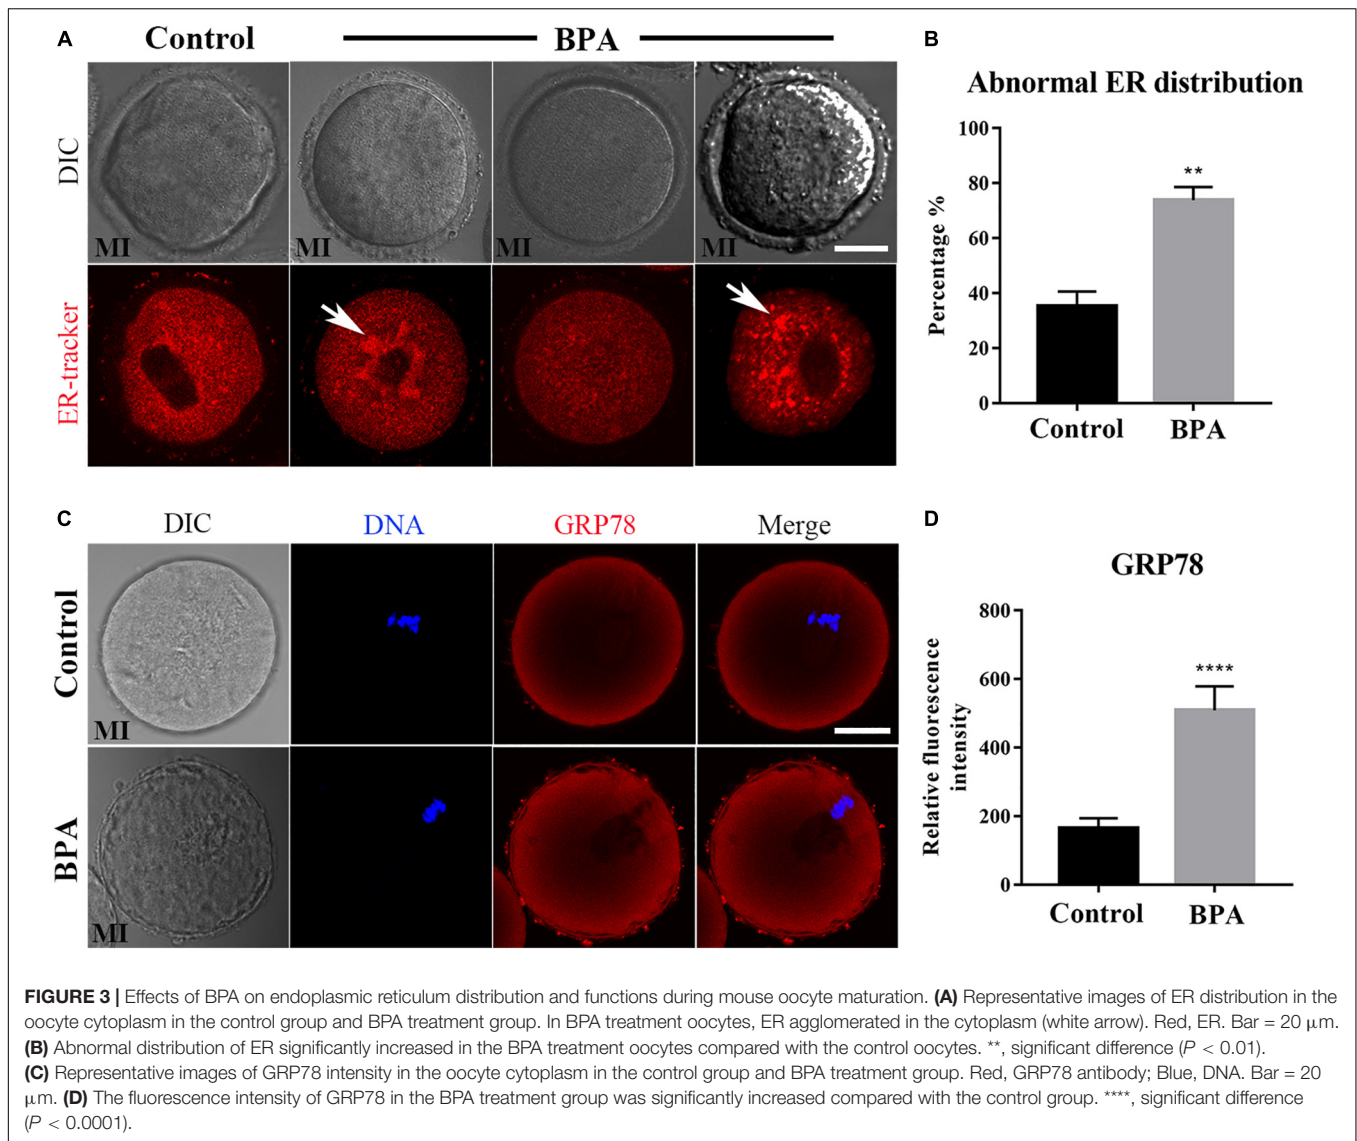 A
Control
BPA
DIC
MI
MI
MI
MI
ER-tracker
B
Abnormal ER distribution
Percentage %
100
80
60
40
20
0
**
Control
BPA
C
DIC
DNA
GRP78
Merge
Control
MI
BPA
MI
D
GRP78
Relative fluorescence
intensity
800
600
400
200
0
****
Control
BPA
FIGURE 3 | Effects of BPA on endoplasmic reticulum distribution and functions during mouse oocyte maturation. (A) Representative images of ER distribution in the
oocyte cytoplasm in the control group and BPA treatment group. In BPA treatment oocytes, ER agglomerated in the cytoplasm (white arrow). Red, ER. Bar = 20 μm.
(B) Abnormal distribution of ER significantly increased in the BPA treatment oocytes compared with the control oocytes. **, significant difference (P < 0.01).
(C) Representative images of GRP78 intensity in the oocyte cytoplasm in the control group and BPA treatment group. Red, GRP78 antibody; Blue, DNA. Bar = 20
μm. (D) The fluorescence intensity of GRP78 in the BPA treatment group was significantly increased compared with the control group. ****, significant difference
(P < 0.0001).